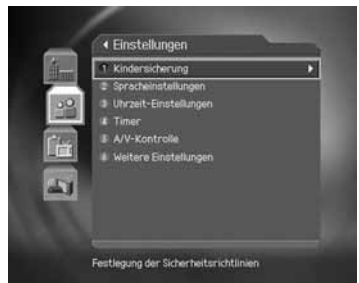 Einstellungen
1 Kindersicherung
2 Spracheinstellungen
3 Uhrzeit-Einstellungen
4 Timer
5 A/V-Kontrolle
6 Weitere Einstellungen
Festlegung der Sicherheitsrichtlinien